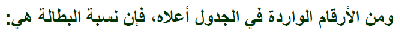 ومن الأرقام الواردة في الجدول أعلاه، فإن نسبة البطالة هي: